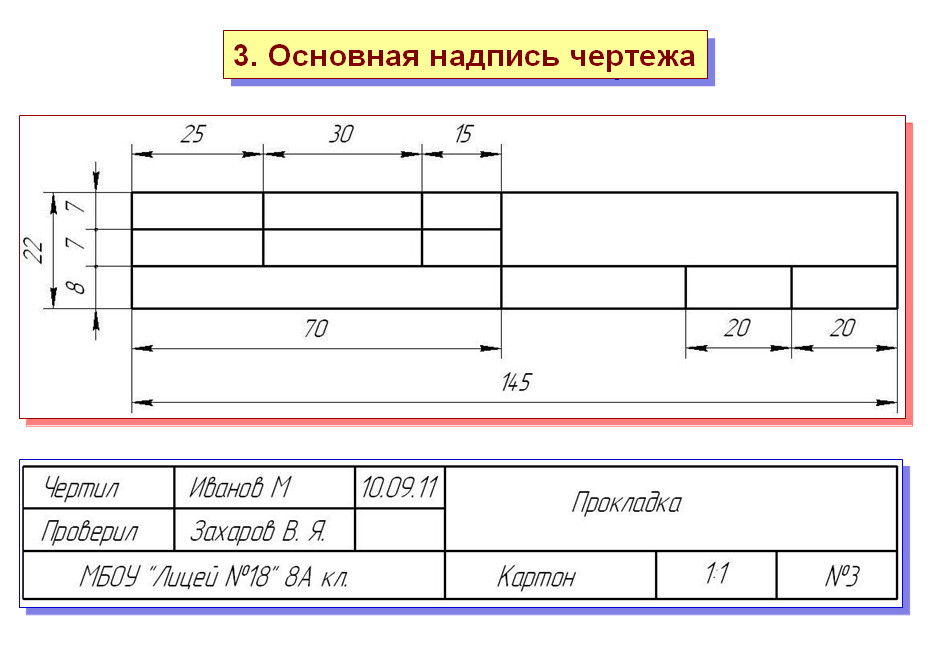 3. Основная надпись чертежа
25 30 15
22 7
7
8
70 20 20
145
Чертил Иванов М 10.09.11 Прокладка
Проверил Захаров В. Я.
МБОУ "Лицей №18" 8А кл. Картон 1:1 №3